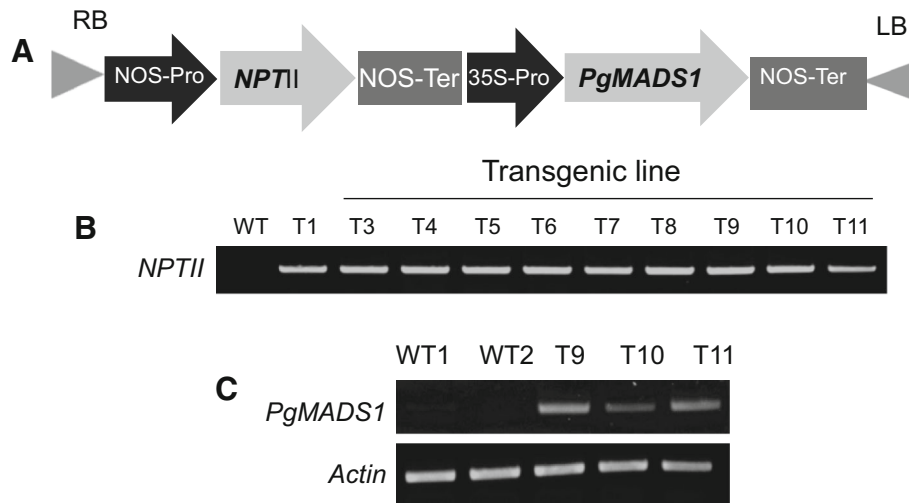 A
RB
LB
NOS-Pro NPTII NOS-Ter 35S-Pro PgMADS1 NOS-Ter
Transgenic line
B
WT T1 T3 T4 T5 T6 T7 T8 T9 T10 T11
NPTII
WT1 WT2 T9 T10 T11
C
PgMADS1
Actin